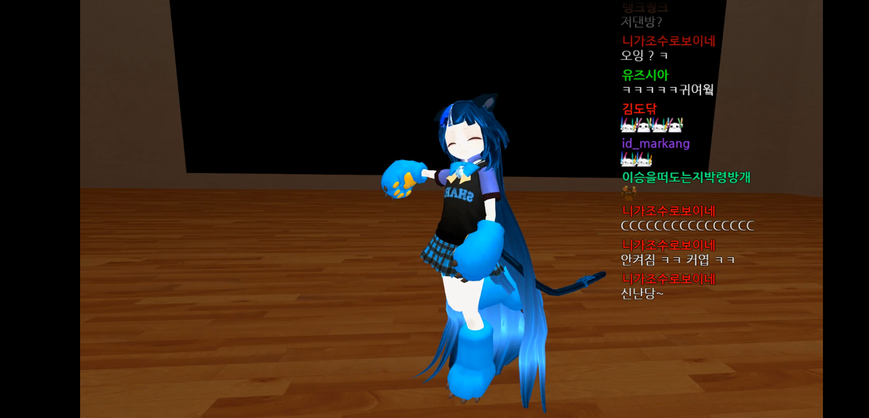 저댄방?
니가조수로보이네
오잉 ? ㅋ
유즈시아
ㅋㅋㅋㅋㅋ귀여웤
김도닭
id_markang
이승을떠도는지박령방개
니가조수로보이네
CCCCCCCCCCCCCCCC
니가조수로보이네
안켜짐 ㅋㅋ 커엽 ㅋㅋ
니가조수로보이네
신난당~